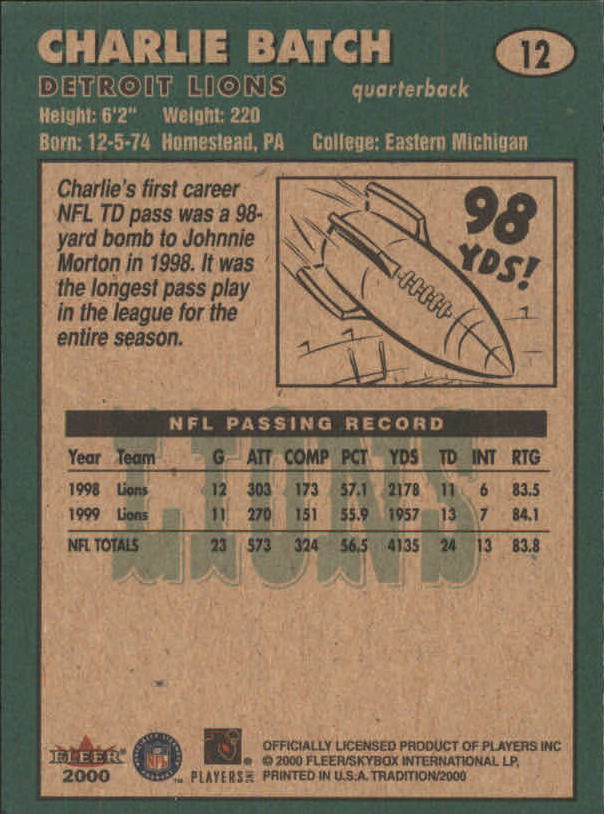 CHARLIE BATCH
12
DETROIT LIONS quarterback
Height: 6'2" Weight: 220
Born: 12-5-74 Homestead, PA College: Eastern Michigan
Charlie's first career
NFL TD pass was a 98-
yard bomb to Johnnie
Morton in 1998. It was
the longest pass play
in the league for the
entire season.
98
YDS!
LIONS
NFL PASSING RECORD
Year Team G ATT COMP PCT YDS TD INT RTG
1998 Lions 12 303 173 57.1 2178 11 6 83.5
1999 Lions 11 270 151 55.9 1957 13 7 84.1
NFL TOTALS 23 573 324 56.5 4135 24 13 83.8
FLEER®
2000
NFL
™
PLAYERS INC
®
OFFICIALLY LICENSED PRODUCT OF PLAYERS INC
© 2000 FLEER/SKYBOX INTERNATIONAL LP,
PRINTED IN U.S.A. TRADITION/2000